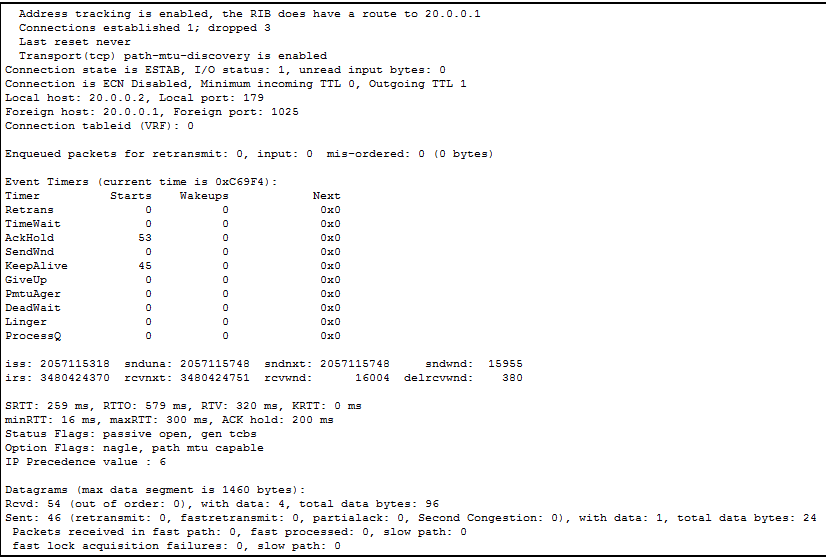 Address tracking is enabled, the RIB does have a route to 20.0.0.1
Connections established 1; dropped 3
Last reset never
Transport(tcp) path-mtu-discovery is enabled
Connection state is ESTAB, I/O status: 1, unread input bytes: 0
Connection is ECN Disabled, Minimum incoming TTL 0, Outgoing TTL 1
Local host: 20.0.0.2, Local port: 179
Foreign host: 20.0.0.1, Foreign port: 1025
Connection tableid (VRF): 0
Enqueued packets for retransmit: 0, input: 0  mis-ordered: 0 (0 bytes)
Event Timers (current time is 0xC69F4):
Timer          Starts    Wakeups            Next
Retrans             0          0             0x0
TimeWait            0          0             0x0
AckHold            53          0             0x0
SendWnd             0          0             0x0
KeepAlive          45          0             0x0
GiveUp              0          0             0x0
PmtuAger            0          0             0x0
DeadWait            0          0             0x0
Linger              0          0             0x0
ProcessQ            0          0             0x0
iss: 2057115318  snduna: 2057115748  sndnxt: 2057115748     sndwnd:  15955
irs: 3480424370  rcvnxt: 3480424751  rcvwnd:      16004  delrcvwnd:    380
SRTT: 259 ms, RTTO: 579 ms, RTV: 320 ms, KRTT: 0 ms
minRTT: 16 ms, maxRTT: 300 ms, ACK hold: 200 ms
Status Flags: passive open, gen tcbs
Option Flags: nagle, path mtu capable
IP Precedence value : 6
Datagrams (max data segment is 1460 bytes):
Rcvd: 54 (out of order: 0), with data: 4, total data bytes: 96
Sent: 46 (retransmit: 0, fastretransmit: 0, partialack: 0, Second Congestion: 0), with data: 1, total data bytes: 24
Packets received in fast path: 0, fast processed: 0, slow path: 0
fast lock acquisition failures: 0, slow path: 0